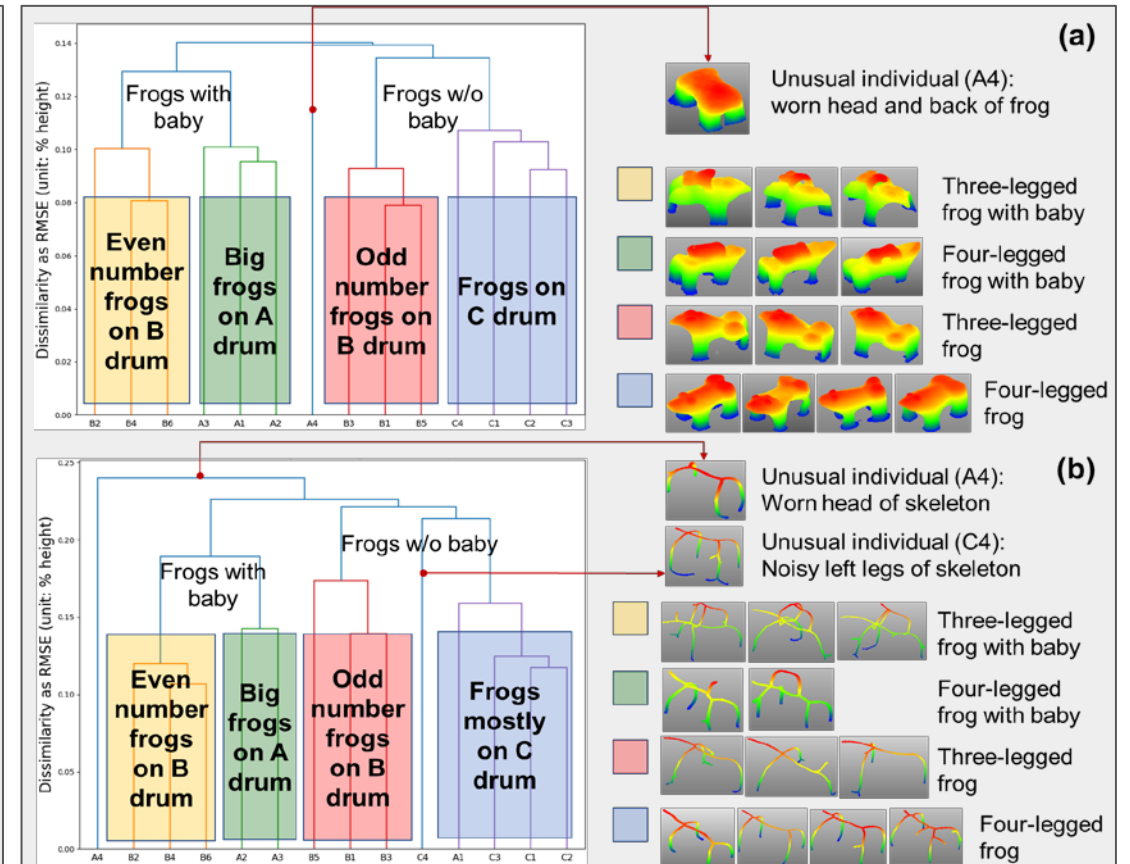 (a)
Dissimilarity as RMSE (unit: % height)
0.14
0.12
0.10
0.08
0.06
0.04
0.02
0.00
Frogs with
baby
Frogs w/o
baby
Even
number
frogs
on B
drum
Big
frogs
on A
drum
Odd
number
frogs on
B drum
Frogs on
C drum
B2 B4 B6 A3 A1 A2 A4 B3 B1 B5 C4 C1 C2 C3
Unusual individual (A4):
worn head and back of frog
Three-legged
frog with baby
Four-legged
frog with baby
Three-legged
frog
Four-legged
frog
(b)
Dissimilarity as RMSE (unit: % height)
0.25
0.20
0.15
0.10
0.05
0.00
Frogs with
baby
Frogs w/o baby
Even
number
frogs
on B
drum
Big
frogs
on A
drum
Odd
number
frogs
on B
drum
Frogs
mostly
on C
drum
A4 B2 B4 B6 A2 A3 B5 B1 B3 C4 A1 C3 C1 C2
Unusual individual (A4):
Worn head of skeleton
Unusual individual (C4):
Noisy left legs of skeleton
Three-legged
frog with baby
Four-legged
frog with baby
Three-legged
frog
Four-legged
frog